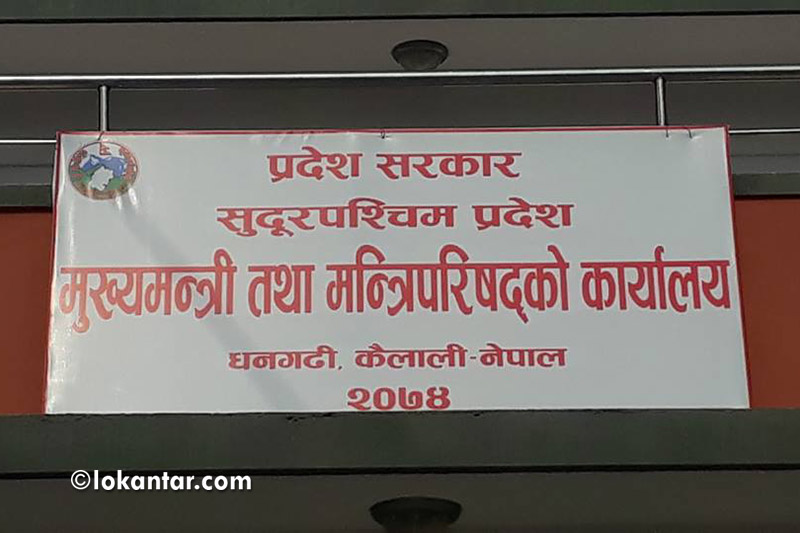 प्रदेश सरकार
सुदूरपश्चिम प्रदेश
मुख्यमन्त्री तथा मन्त्रिपरिषद्को कार्यालय
धनगढी, कैलाली-नेपाल
२०७४
©lokantar.com